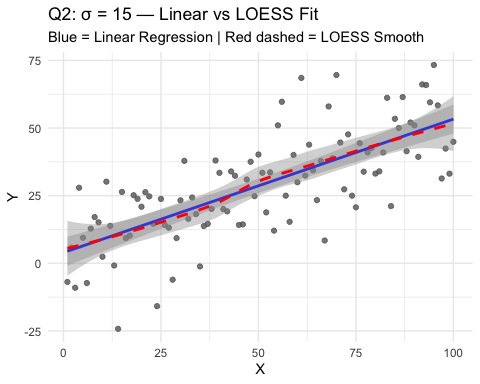 Q2: σ = 15 — Linear vs LOESS Fit
Blue = Linear Regression | Red dashed = LOESS Smooth
75
50
25
0
-25
Y
0
25
50
75
100
X